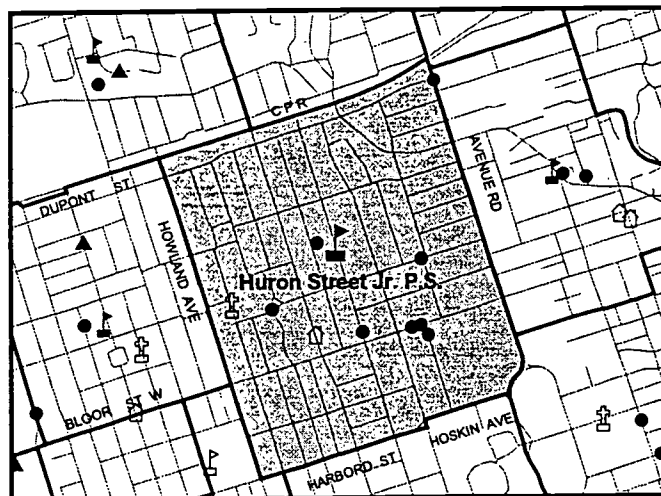 CPR
AVENUE RD
DUPONT ST
HOWLAND AVE
Huron Street Jr. P.S.
BLOOR ST W
HOSKIN AVE
HARBORD ST